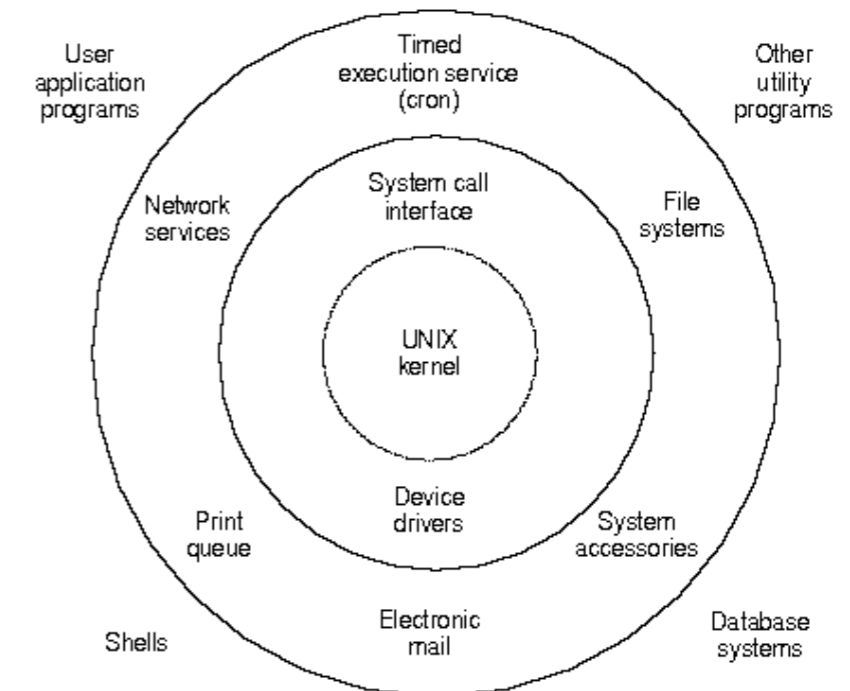 User
application
programs
Timed
execution service
(cron)
Other
utility
programs
Network
services
System call
interface
File
systems
UNIX
kernel
Print
queue
Device
drivers
System
accessories
Shells
Electronic
mail
Database
systems